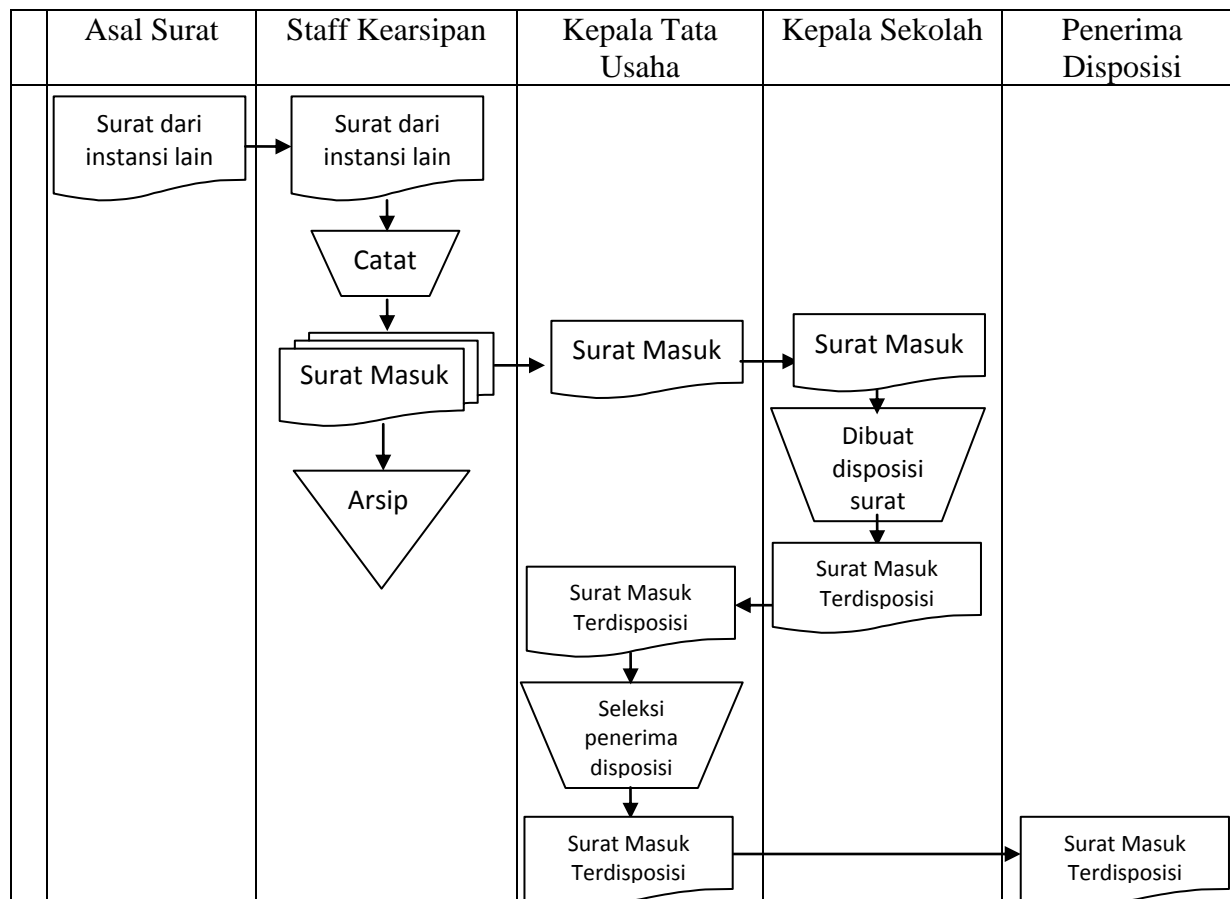 Asal Surat
Staff Kearsipan
Kepala Tata
Usaha
Kepala Sekolah
Penerima
Disposisi
Surat dari
instansi lain
Surat dari
instansi lain
Catat
Surat Masuk
Surat Masuk
Surat Masuk
Dibuat
disposisi
surat
Arsip
Surat Masuk
Terdisposisi
Surat Masuk
Terdisposisi
Seleksi
penerima
disposisi
Surat Masuk
Terdisposisi
Surat Masuk
Terdisposisi